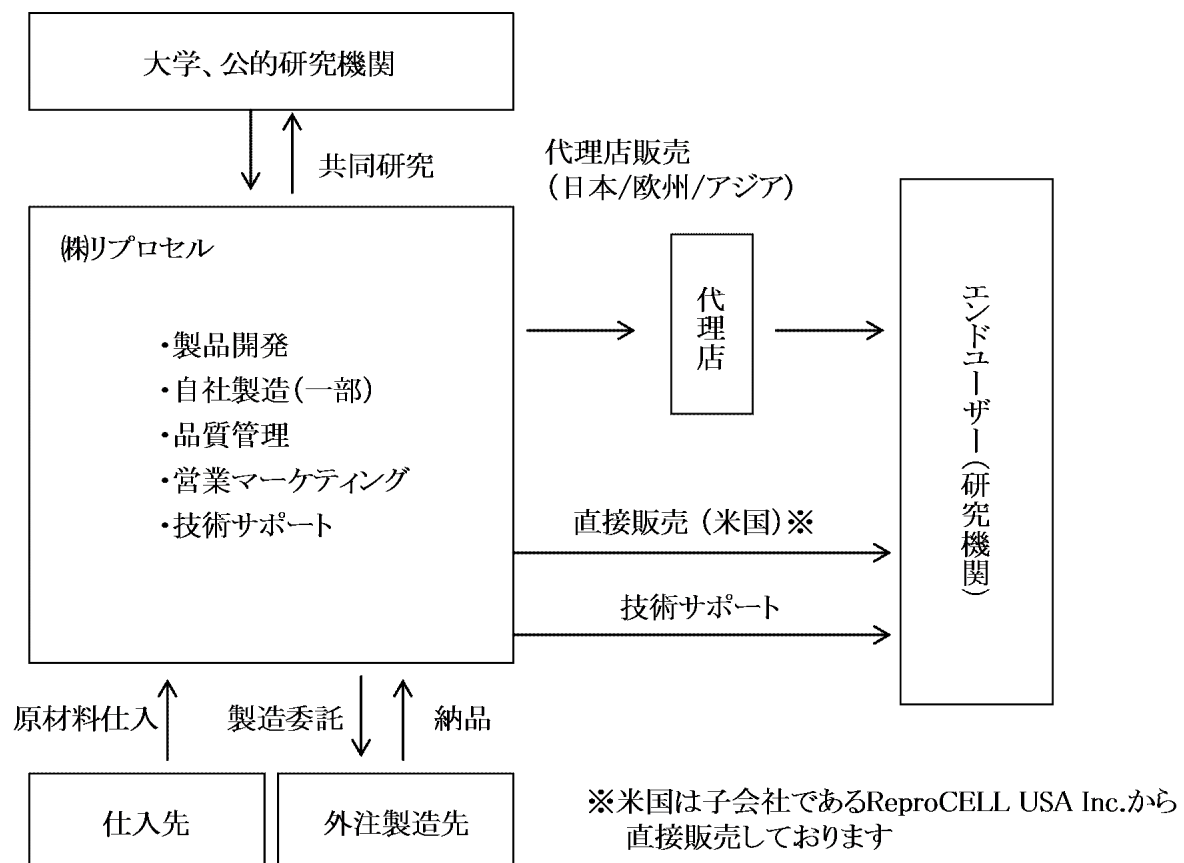 大学、公的研究機関
共同研究
代理店販売
（日本/欧州/アジア）
㈱リプロセル
・製品開発
・自社製造（一部）
・品質管理
・営業マーケティング
・技術サポート
代理店
エンドユーザー（研究機関）
直接販売（米国）※
技術サポート
原材料仕入
製造委託
納品
仕入先
外注製造先
※米国は子会社であるReproCELL USA Inc.から
直接販売しております